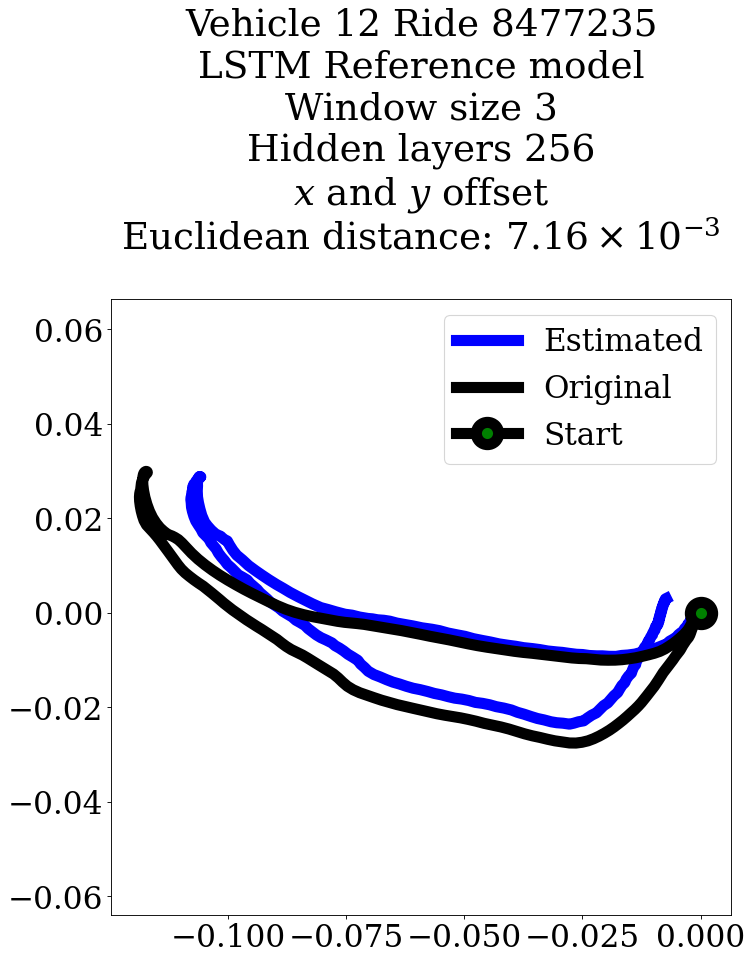 Vehicle 12 Ride 8477235
LSTM Reference model
Window size 3
Hidden layers 256
x and y offset
Euclidean distance: 7.16 × 10⁻³
Estimated
Original
Start
0.06
0.04
0.02
0.00
−0.02
−0.04
−0.06
−0.100 −0.075 −0.050 −0.025 0.000